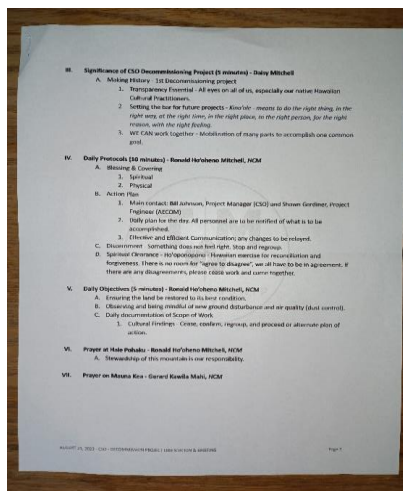 III. Significance of CSO Decommissioning Project (5 minutes) - Daisy Mitchell
A. Making History - 1st Decommissioning project
1. Transparency Essential - All eyes on all of us, especially our native Hawaiian
Cultural Practitioners.
2. Setting the bar for future projects - means to do the right thing, in the
right way, at the right time, in the right place, to the right person, for the right
reason, with the right feeling.
3. WE CAN work together - Mobilization of many parts to accomplish one common
goal.
IV. Daily Protocols (10 minutes) - Ronald Ho'oheno Mitchell, HCM
A. Blessing & Covering
1. Spiritual
2. Physical
B. Action Plan
1. Main contact: Bill Johnson, Project Manager (CSO) and Shawn Gardiner, Project
Engineer (AECOM)
2. Daily plan for the day. All personnel are to be notified of what is to be
accomplished.
3. Effective and Efficient Communication; any changes to be relayed.
C. Discernment - Something does not feel right. Stop and regroup.
D. Spiritual Clearance - Ho'oponopono - Hawaiian exercise for reconciliation and
forgiveness. There is no room for "agree to disagree", we all have to be in agreement. If
there are any disagreements, please cease work and come together.
V. Daily Objectives (5 minutes) - Ronald Ho'oheno Mitchell, HCM
A. Ensuring the land be restored to its best condition.
B. Observing and being mindful of new ground disturbance and air quality (dust control).
C. Daily documentation of Scope of Work
1. Cultural Findings - Cease, confirm, regroup, and proceed or alternate plan of
action.
VI. Prayer at Hale Pohaku - Ronald Ho'oheno Mitchell, HCM
A. Stewardship of this mountain is our responsibility.
VII. Prayer on Mauna Kea - Mahi, HCM